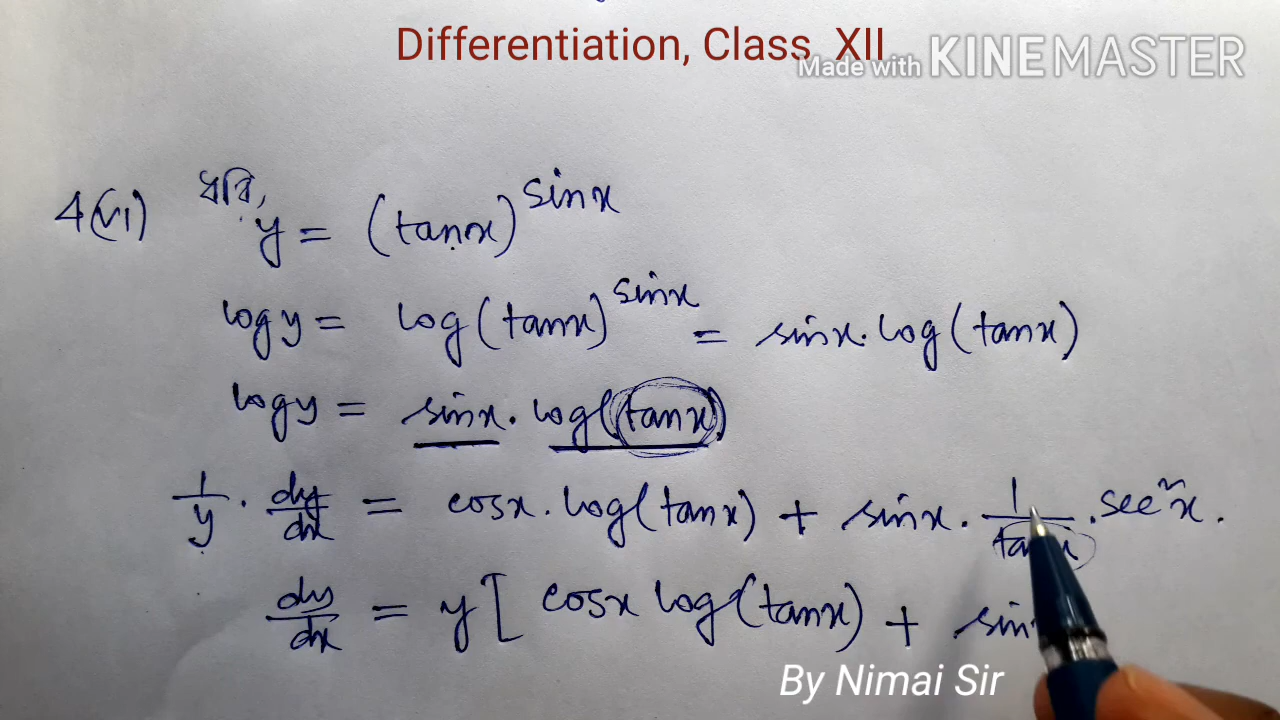 Differentiation, Class XII
Made with KINEMASTER
4(vi) ধরি,
y = (tanx)^sinx
logy = log(tanx)^sinx = sinx.log(tanx)
logy = sinx. log(tanx)
1/y . dy/dx = cosx. log(tanx) + sinx. 1/tanx . sec²x.
dy/dx = y[ cosx log(tanx) + sin
By Nimai Sir